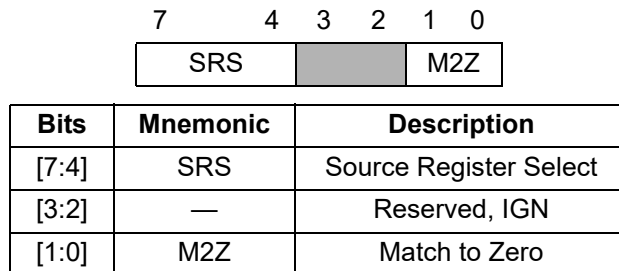 7 4 3 2 1 0
SRS M2Z
Bits Mnemonic Description
[7:4] SRS Source Register Select
[3:2] — Reserved, IGN
[1:0] M2Z Match to Zero